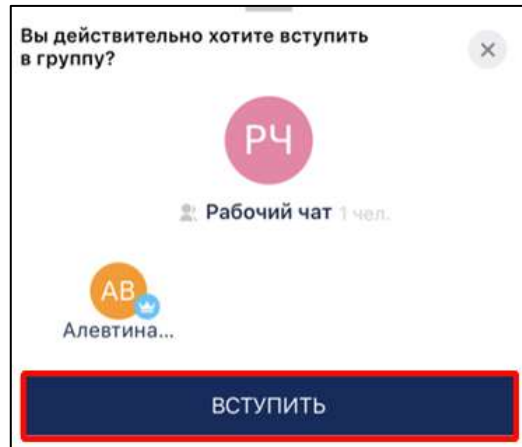 Вы действительно хотите вступить
в группу?
РЧ
Рабочий чат 1 чел.
АВ
Алевтина...
ВСТУПИТЬ